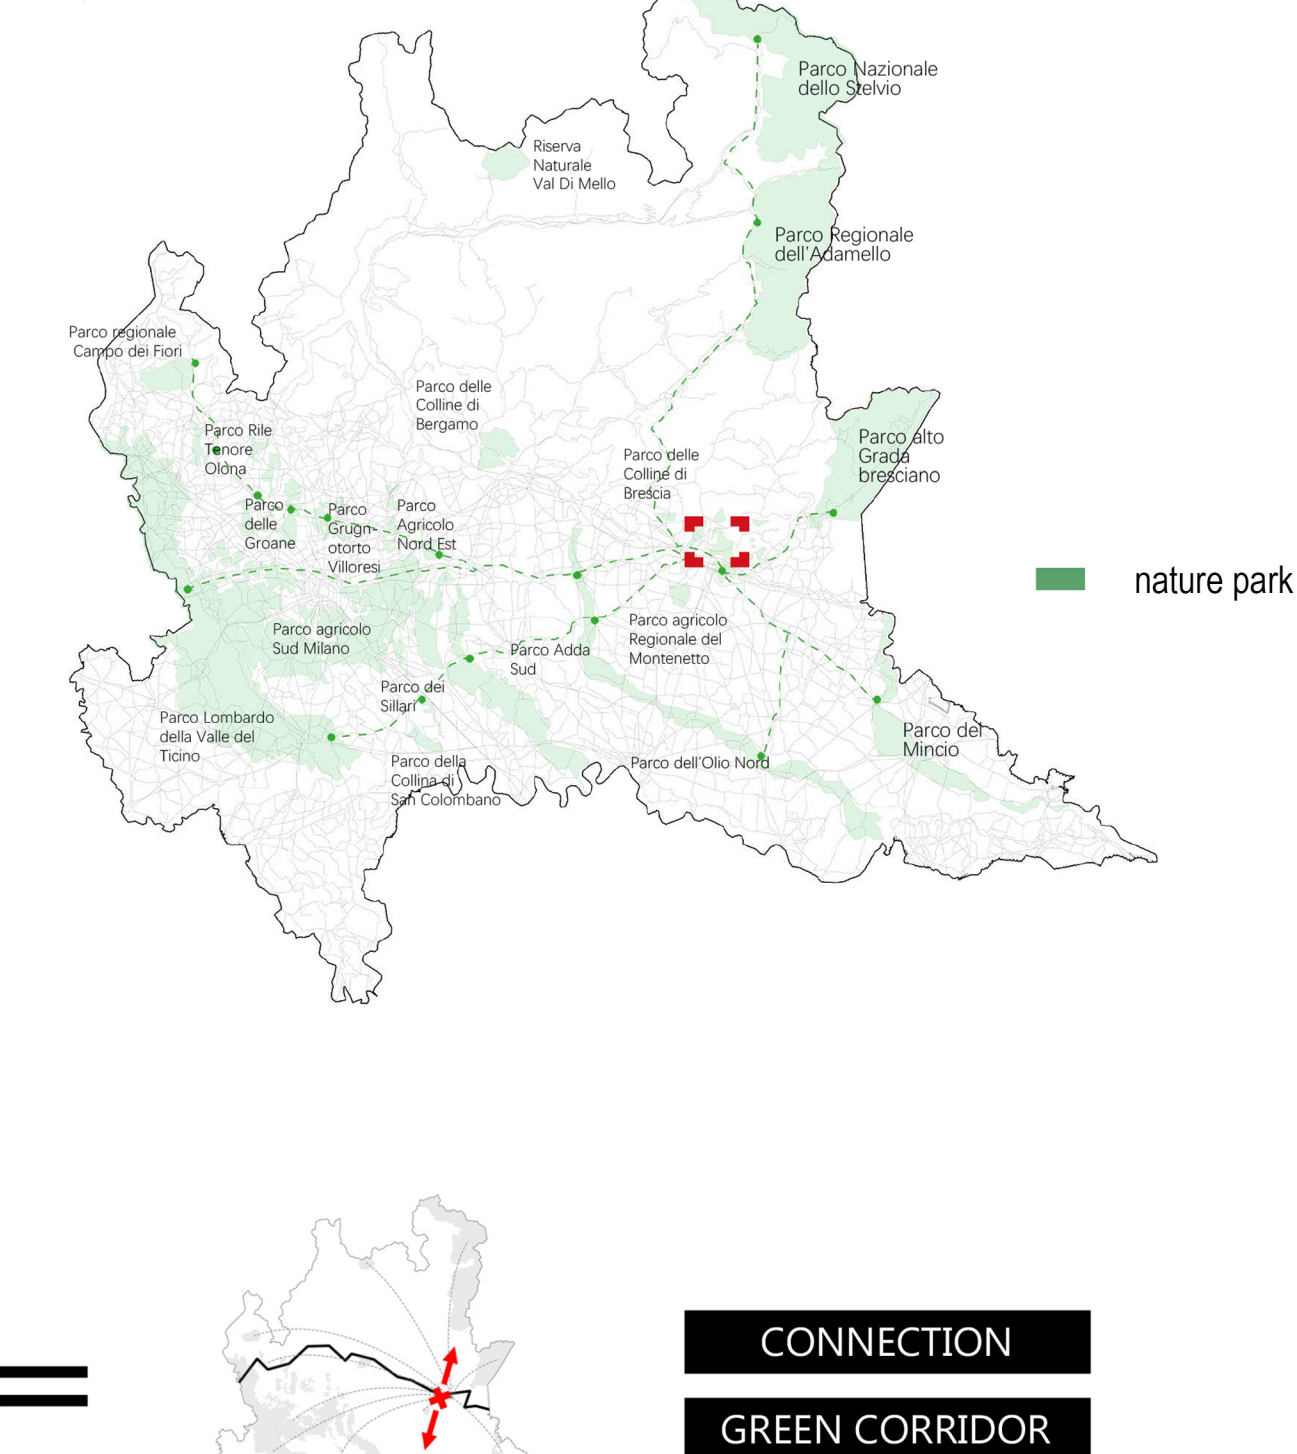 Parco Nazionale
dello Stelvio
Riserva
Naturale
Val Di Mello
Parco Regionale
dell'Adamello
Parco regionale
Campo dei Fiori
Parco delle
Colline di
Bergamo
Parco Rile
Tenore
Olona
Parco delle
Colline di
Brescia
Parco alto
Grada
bresciano
Parco
delle
Groane
Parco
Grugn-
otorto
Villoresi
Parco
Agricolo
Nord Est
nature park
Parco agricolo
Sud Milano
Parco Adda
Sud
Parco agricolo
Regionale del
Montenetto
Parco dei
Sillari
Parco Lombardo
della Valle del
Ticino
Parco della
Collina di
San Colombano
Parco dell'Olio Nord
Parco del
Mincio
CONNECTION
GREEN CORRIDOR